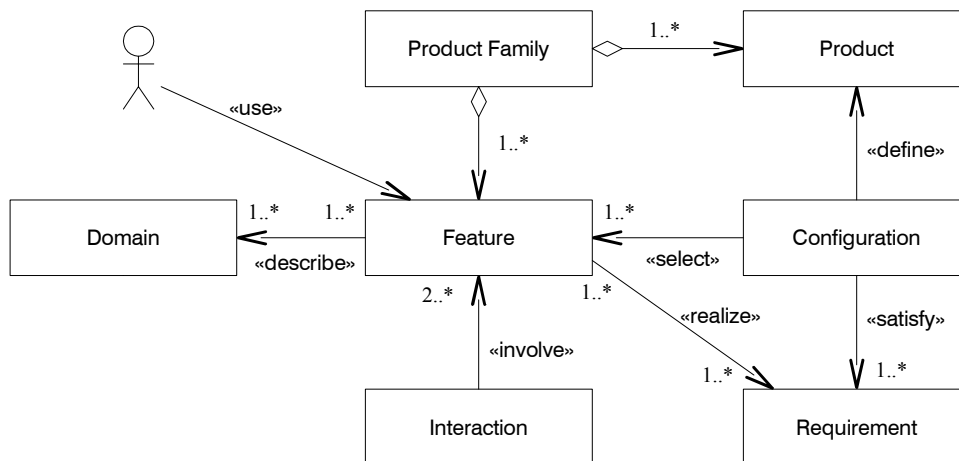 Product Family
1..*
Product
«use»
1..*
«define»
Domain
1..*
1..*
«describe»
Feature
1..*
«select»
Configuration
2..*
1..*
«realize»
«satisfy»
«involve»
1..*
1..*
Interaction
Requirement